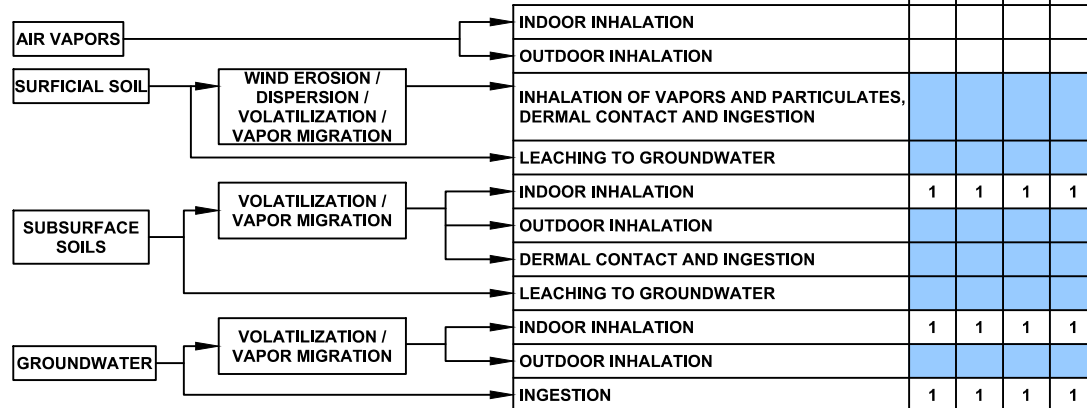 INDOOR INHALATION
AIR VAPORS
OUTDOOR INHALATION
SURFICIAL SOIL
WIND EROSION /
DISPERSION /
VOLATILIZATION /
VAPOR MIGRATION
INHALATION OF VAPORS AND PARTICULATES,
DERMAL CONTACT AND INGESTION
LEACHING TO GROUNDWATER
SUBSURFACE
SOILS
VOLATILIZATION /
VAPOR MIGRATION
INDOOR INHALATION 1 1 1 1
OUTDOOR INHALATION
DERMAL CONTACT AND INGESTION
LEACHING TO GROUNDWATER
GROUNDWATER
VOLATILIZATION /
VAPOR MIGRATION
INDOOR INHALATION 1 1 1 1
OUTDOOR INHALATION
INGESTION 1 1 1 1